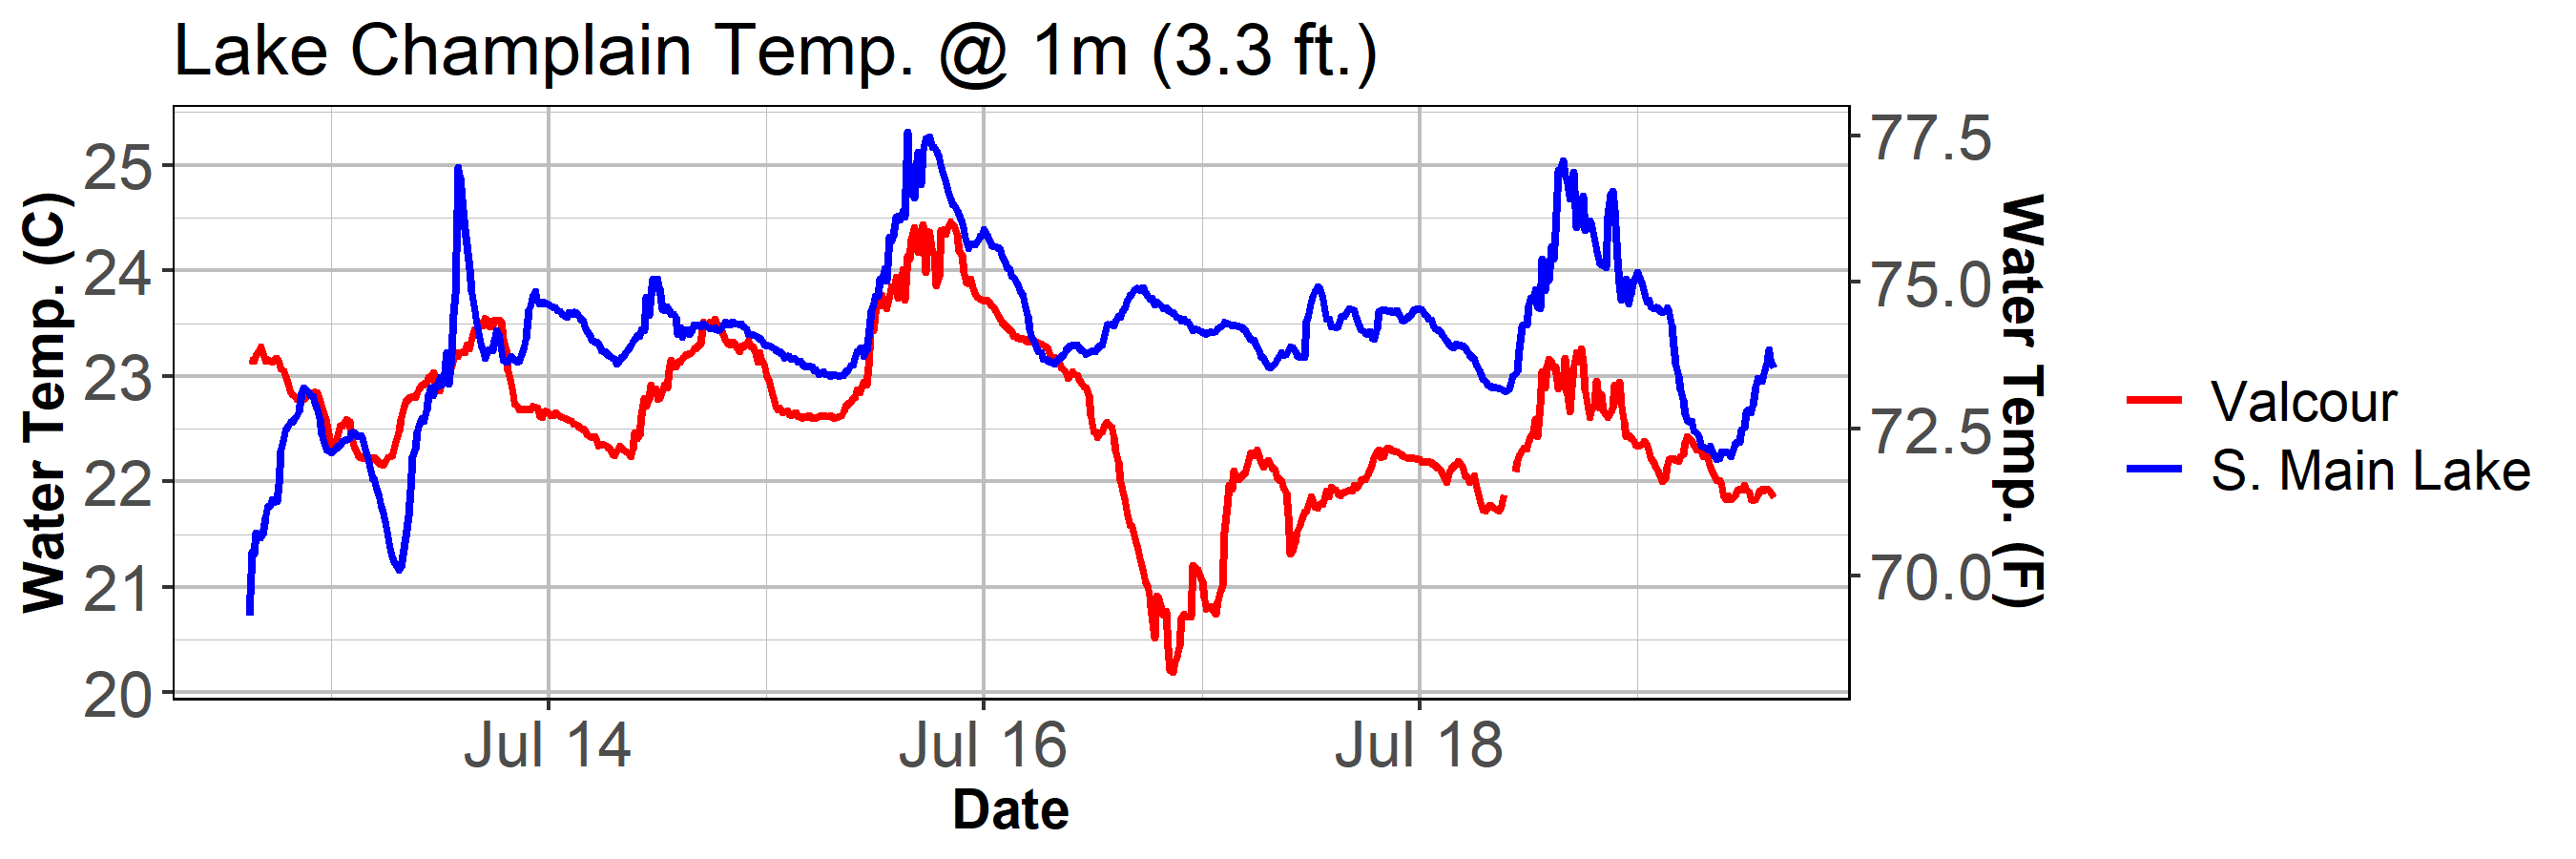 Lake Champlain Temp. @ 1m (3.3 ft.)
Water Temp. (C)
25
24
23
22
21
20
77.5
75.0
72.5
70.0
Water Temp. (F)
Jul 14
Jul 16
Jul 18
Date
Valcour
S. Main Lake